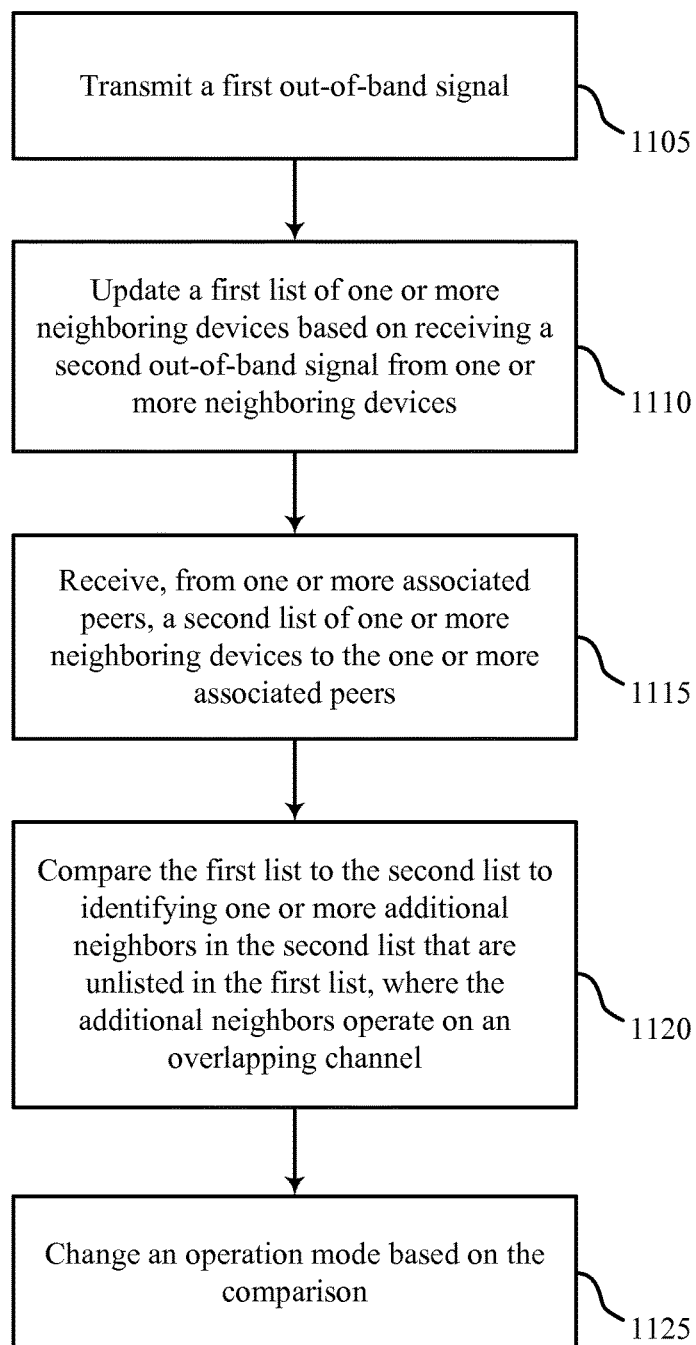 Transmit a first out-of-band signal
1105
Update a first list of one or more
neighboring devices based on receiving a
second out-of-band signal from one or
more neighboring devices
1110
Receive, from one or more associated
peers, a second list of one or more
neighboring devices to the one or more
associated peers
1115
Compare the first list to the second list to
identifying one or more additional
neighbors in the second list that are
unlisted in the first list, where the
additional neighbors operate on an
overlapping channel
1120
Change an operation mode based on the
comparison
1125